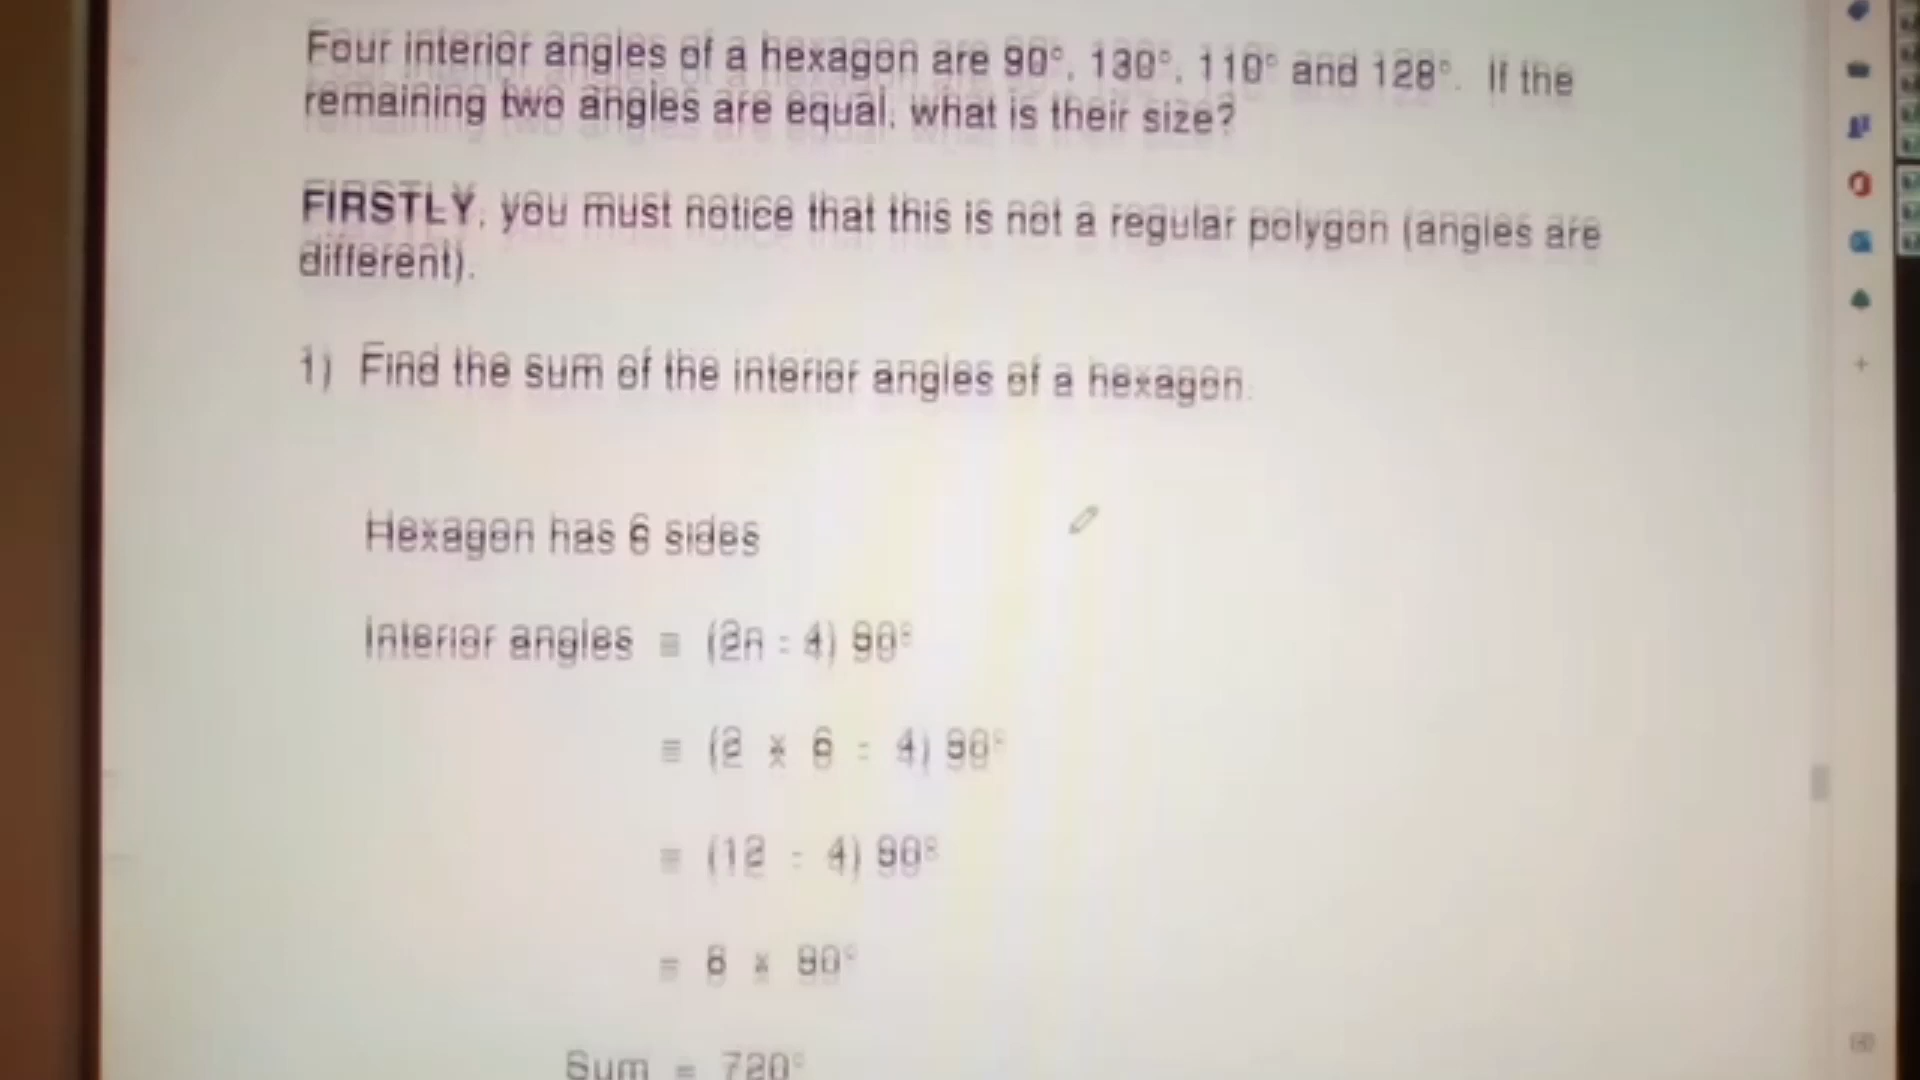 Four interior angles of a hexagon are 90°, 130°, 110° and 128°. If the
remaining two angles are equal, what is their size?
FIRSTLY, you must notice that this is not a regular polygon (angles are
different).
1) Find the sum of the interior angles of a hexagon.
Hexagon has 6 sides
Interior angles = (2n - 4) 90°
= (2 × 6 - 4) 90°
= (12 - 4) 90°
= 8 × 90°
Sum = 720°